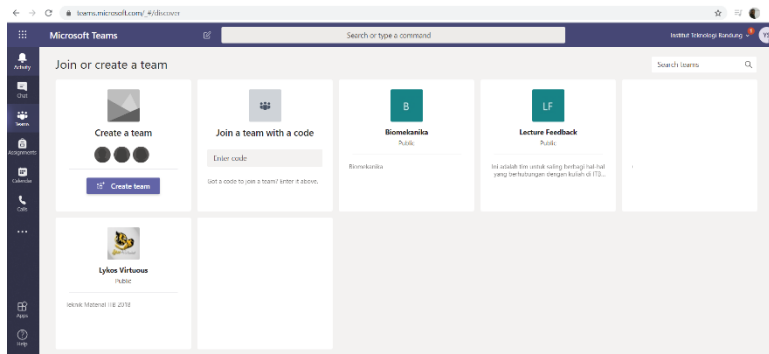 teams.microsoft.com/_#/discover
Microsoft Teams
Search or type a command
Institut Teknologi Bandung
YS
Activity
Chat
Teams
Assignments
Calendar
Calls
Apps
Help
Join or create a team
Search teams
Create a team
Create team
Join a team with a code
Enter code
Got a code to join a team? Enter it above.
B
Biomekanika
Public
Biomekanika
LF
Lecture Feedback
Public
Ini adalah tim untuk saling berbagi hal-hal
yang berhubungan dengan kuliah di ITB...
Lykos Virtuous
Public
Teknik Material ITB 2018